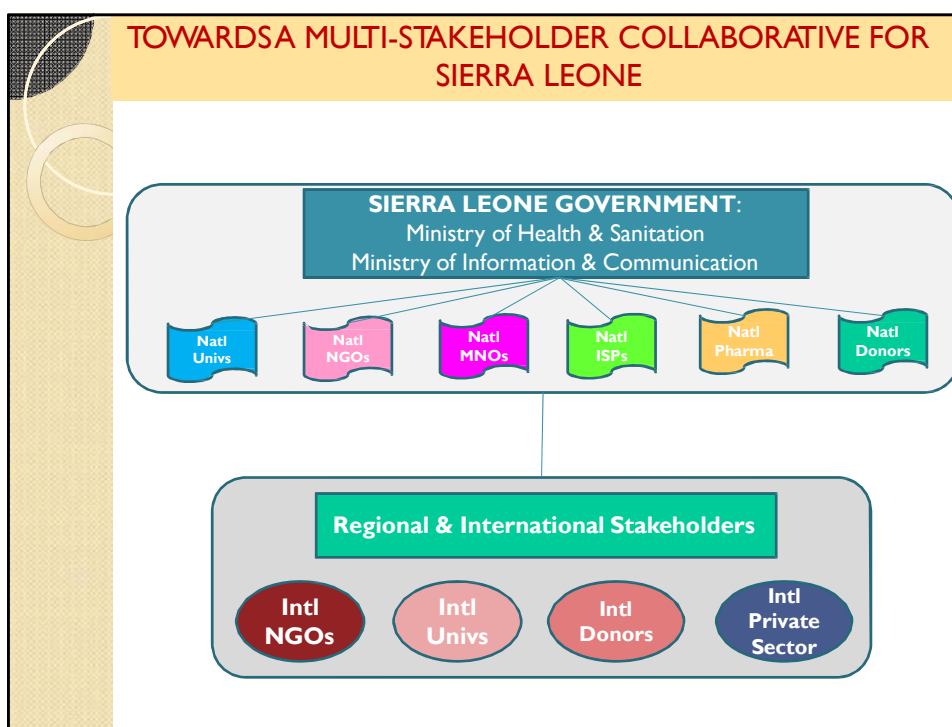 TOWARDS A MULTI-STAKEHOLDER COLLABORATIVE FOR
SIERRA LEONE
SIERRA LEONE GOVERNMENT:
Ministry of Health & Sanitation
Ministry of Information & Communication
Natl
Univs
Natl
NGOs
Natl
MNOs
Natl
ISPs
Natl
Pharma
Natl
Donors
Regional & International Stakeholders
Intl
NGOs
Intl
Univs
Intl
Donors
Intl
Private
Sector